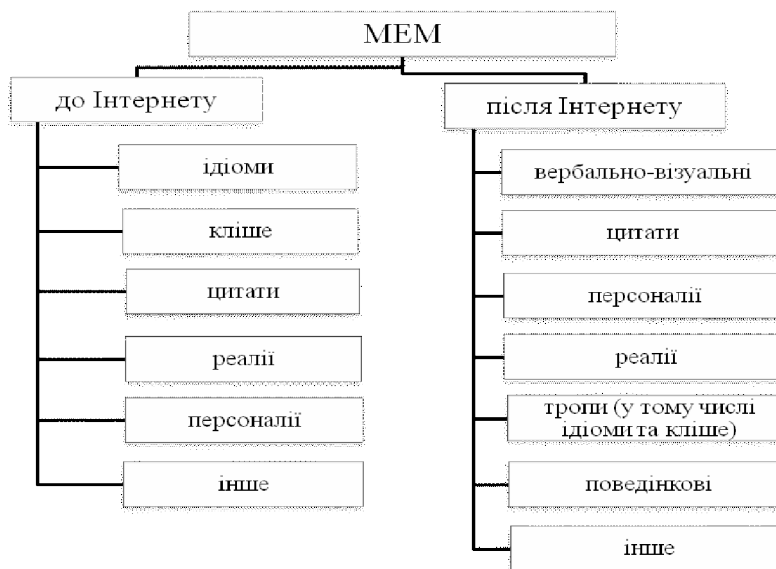 МЕМ
до Інтернету
ідіоми
кліше
цитати
реалії
персоналії
інше
після Інтернету
вербально-візуальні
цитати
персоналії
реалії
тропи (у тому числі
ідіоми та кліше)
поведінкові
інше